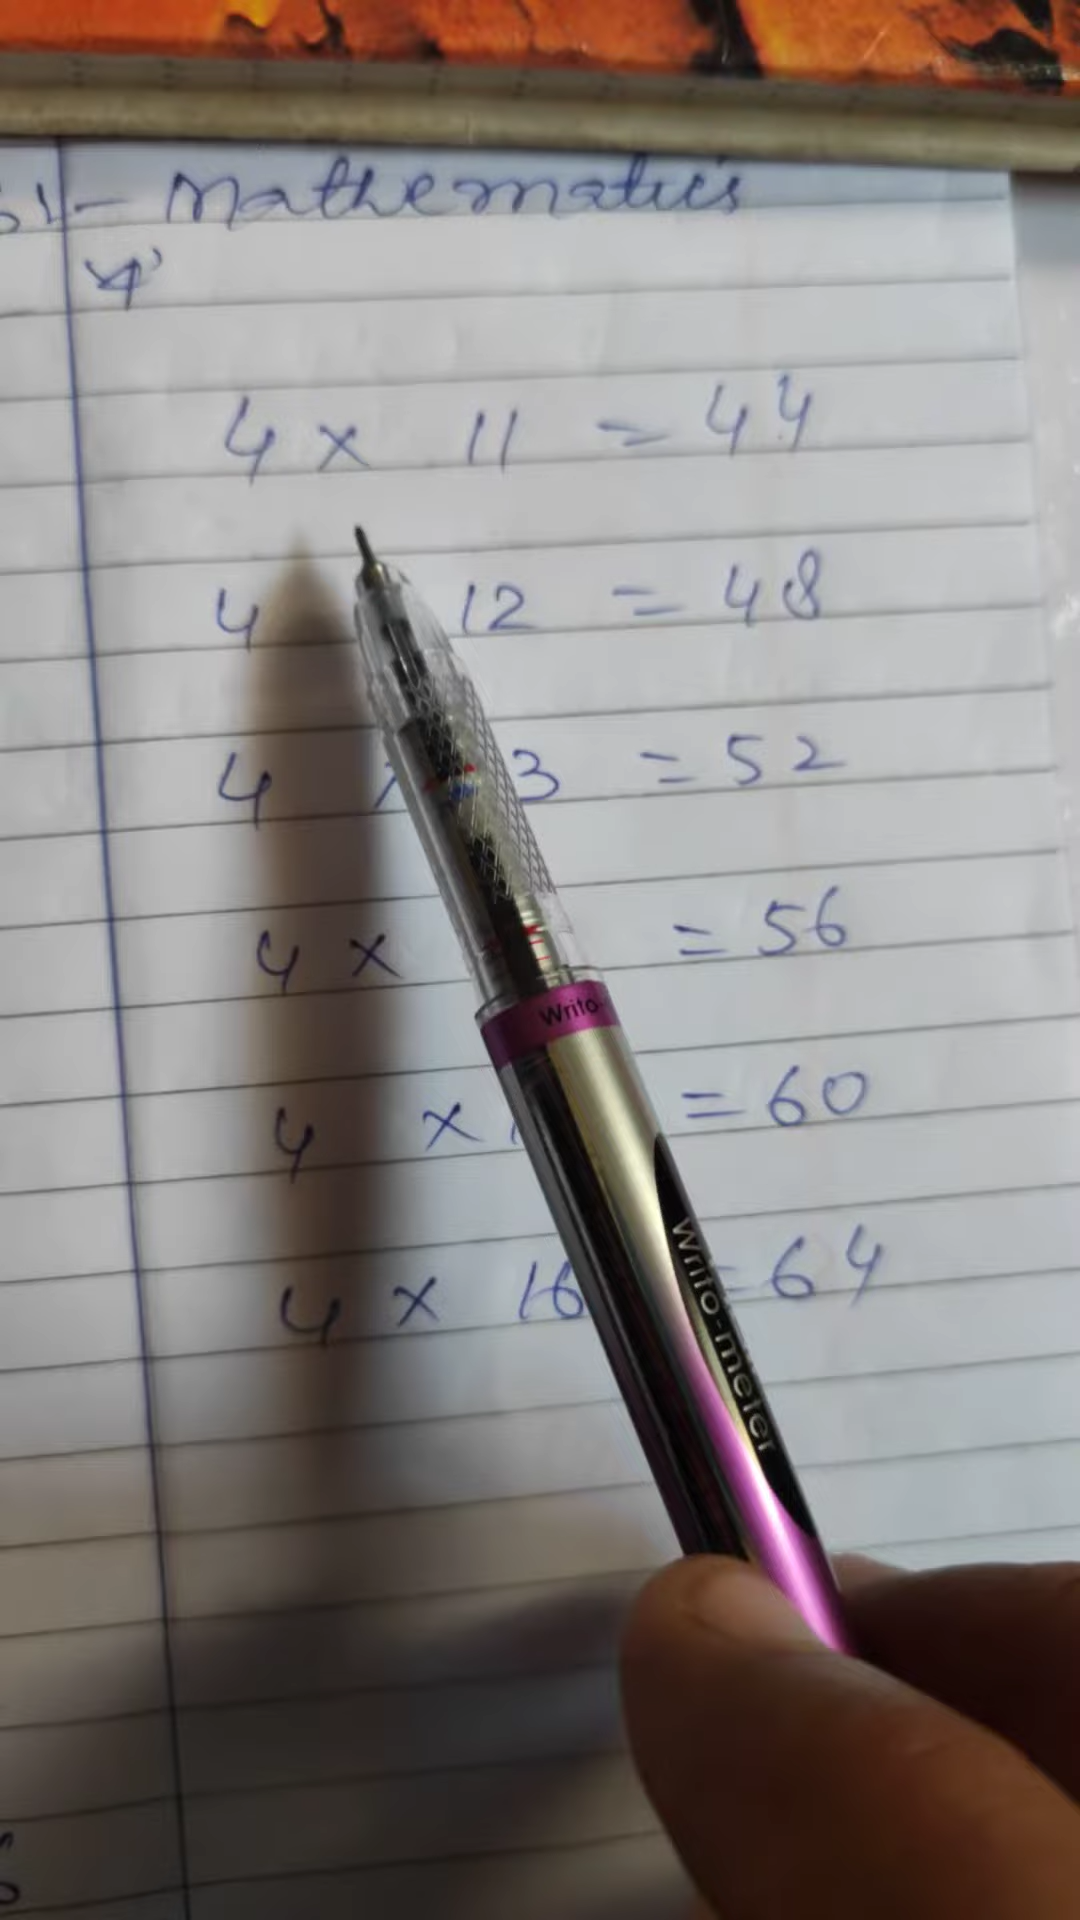 - Mathematics
4 x 11 = 44
4 12 = 48
4 x 3 = 52
4 x = 56
Writo-
4 x = 60
4 x 16 = 64
Writo-meter